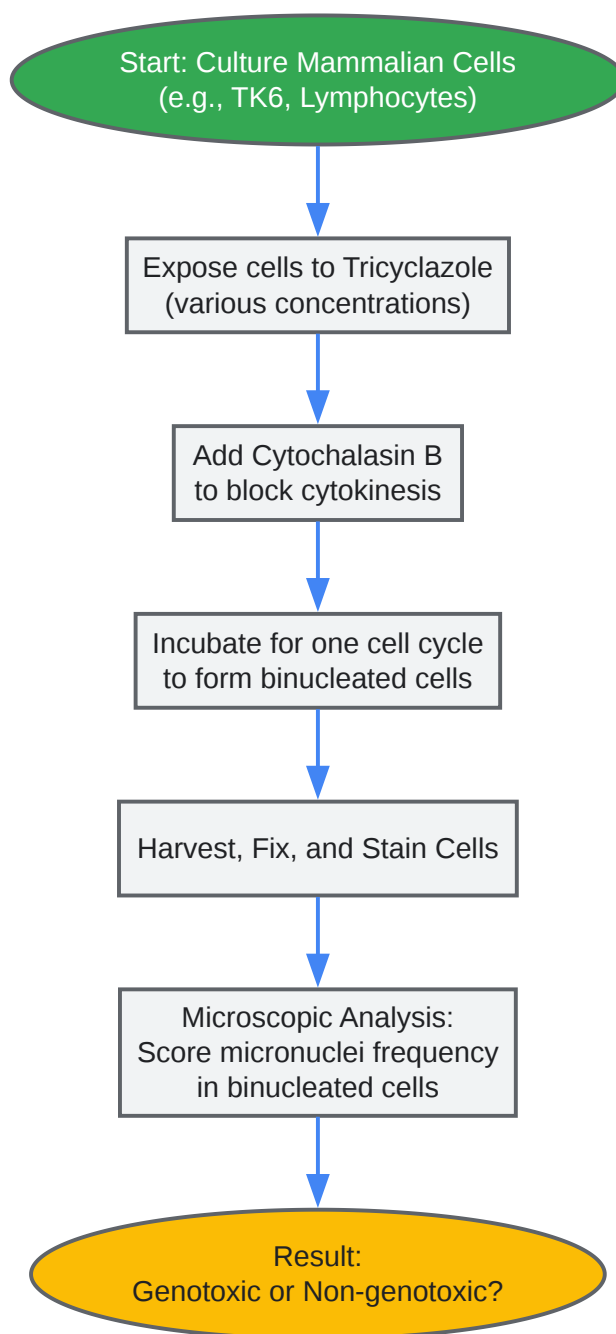 Start: Culture Mammalian Cells
(e.g., TK6, Lymphocytes)
Expose cells to Tricyclazole
(various concentrations)
Add Cytochalasin B
to block cytokinesis
Incubate for one cell cycle
to form binucleated cells
Harvest, Fix, and Stain Cells
Microscopic Analysis:
Score micronuclei frequency
in binucleated cells
Result:
Genotoxic or Non-genotoxic?